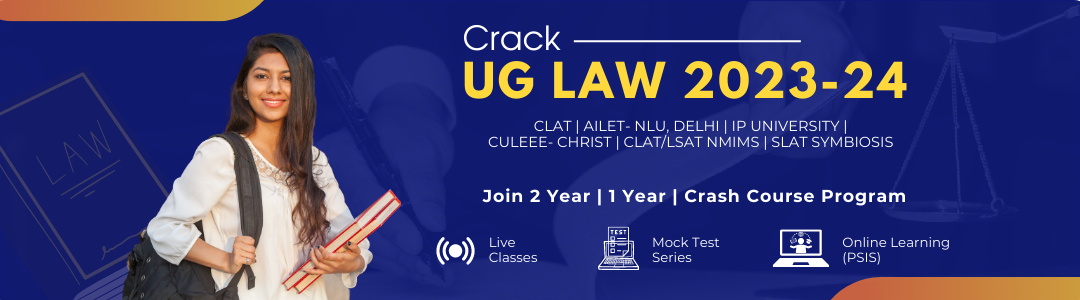 LAW
Crack
UG LAW 2023-24
CLAT | AILET- NLU, DELHI | IP UNIVERSITY |
CULEEE- CHRIST | CLAT/LSAT NMIMS | SLAT SYMBIOSIS
Join 2 Year | 1 Year | Crash Course Program
Live
Classes
TEST
Mock Test
Series
Online Learning
(PSIS)